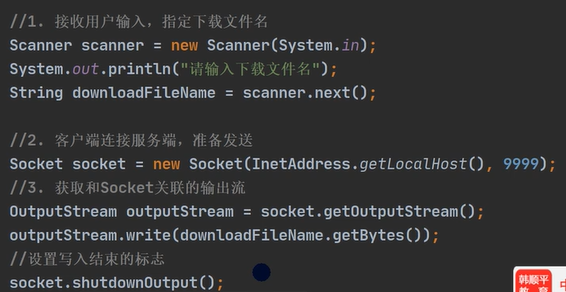 //1. 接收用户输入，指定下载文件名
Scanner scanner = new Scanner(System.in);
System.out.println("请输入下载文件名");
String downloadFileName = scanner.next();
//2. 客户端连接服务端，准备发送
Socket socket = new Socket(InetAddress.getLocalHost(), 9999);
//3. 获取和Socket关联的输出流
OutputStream outputStream = socket.getOutputStream();
outputStream.write(downloadFileName.getBytes());
//设置写入结束的标志
socket.shutdownOutput();
韩顺平
教 育